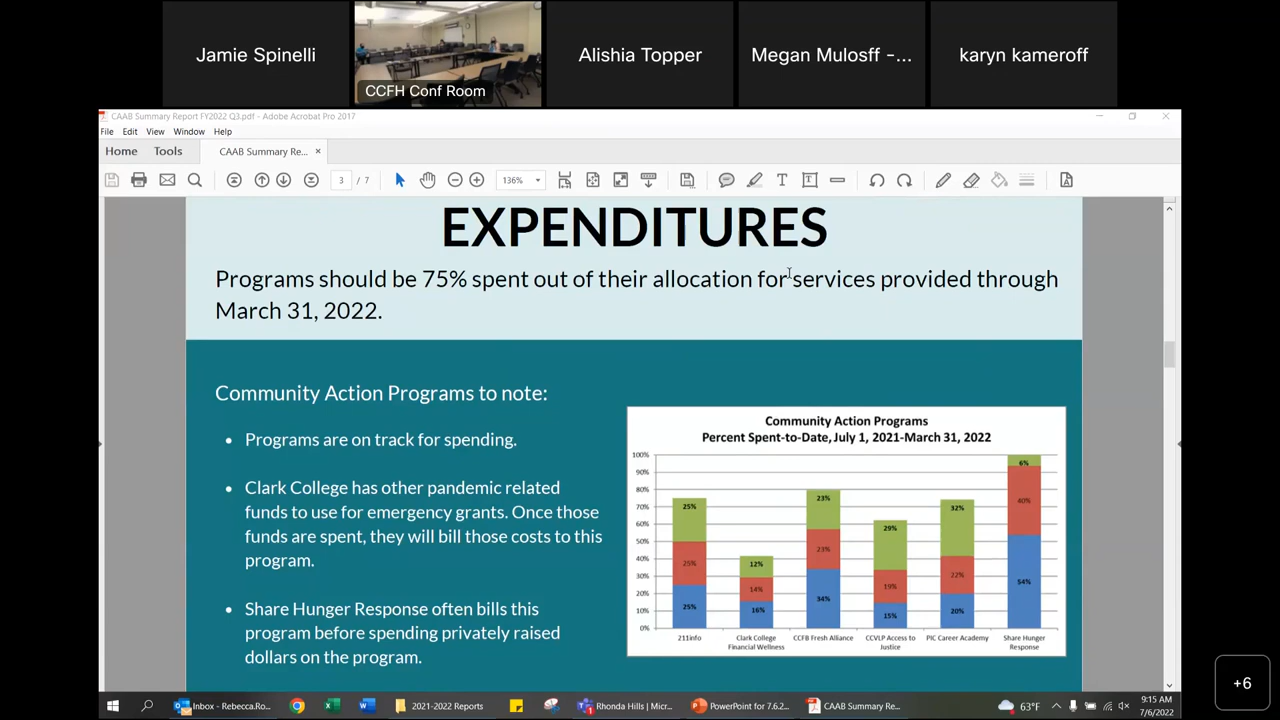 Jamie Spinelli
CCFH Conf Room
Alishia Topper
Megan Mulosff -...
karyn kameroff
CAAB Summary Report FY2022 Q3.pdf - Adobe Acrobat Pro 2017
File Edit View Window Help
Home Tools CAAB Summary Re... ×
3 / 7 136%
EXPENDITURES
Programs should be 75% spent out of their allocation for services provided through
March 31, 2022.
Community Action Programs to note:
• Programs are on track for spending.
• Clark College has other pandemic related
funds to use for emergency grants. Once those
funds are spent, they will bill those costs to this
program.
• Share Hunger Response often bills this
program before spending privately raised
dollars on the program.
Community Action Programs
Percent Spent-to-Date, July 1, 2021-March 31, 2022
100%
90%
80%
70%
60%
50%
40%
30%
20%
10%
0%
25%
25%
25%
12%
14%
16%
23%
23%
34%
29%
19%
15%
32%
22%
20%
6%
40%
54%
211info
Clark College
Financial Wellness
CCFB Fresh Alliance
CCVLP Access to
Justice
PIC Career Academy
Share Hunger
Response
+6
Inbox - Rebecca.Ro...
2021-2022 Reports
Rhonda Hills | Micr...
PowerPoint for 7.6.2...
CAAB Summary Re...
63°F
9:15 AM
7/6/2022